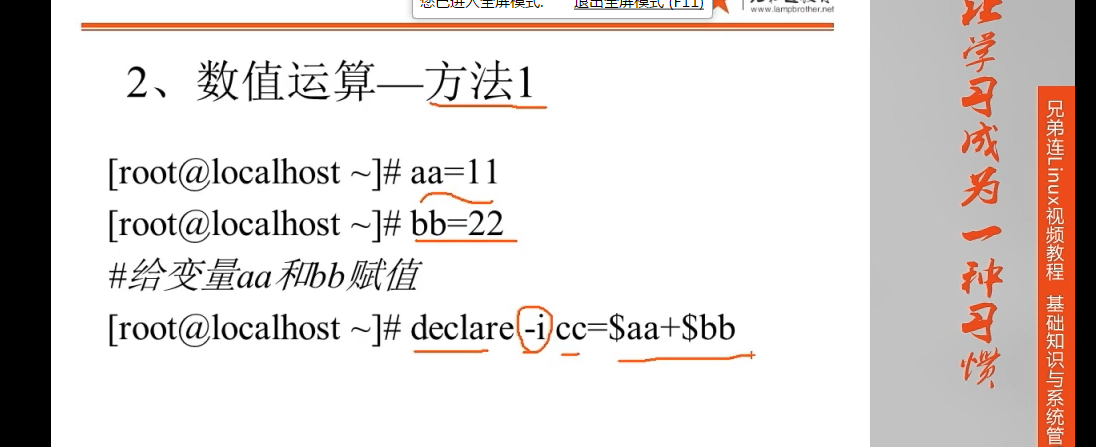 您已进入全屏模式. 退出全屏模式 (F11)
www.lampbrother.net
2、数值运算—方法1
[root@localhost ~]# aa=11
[root@localhost ~]# bb=22
#给变量aa和bb赋值
[root@localhost ~]# declare -i cc=$aa+$bb
让学习成为一种习惯
兄弟连Linux视频教程 基础知识与系统管